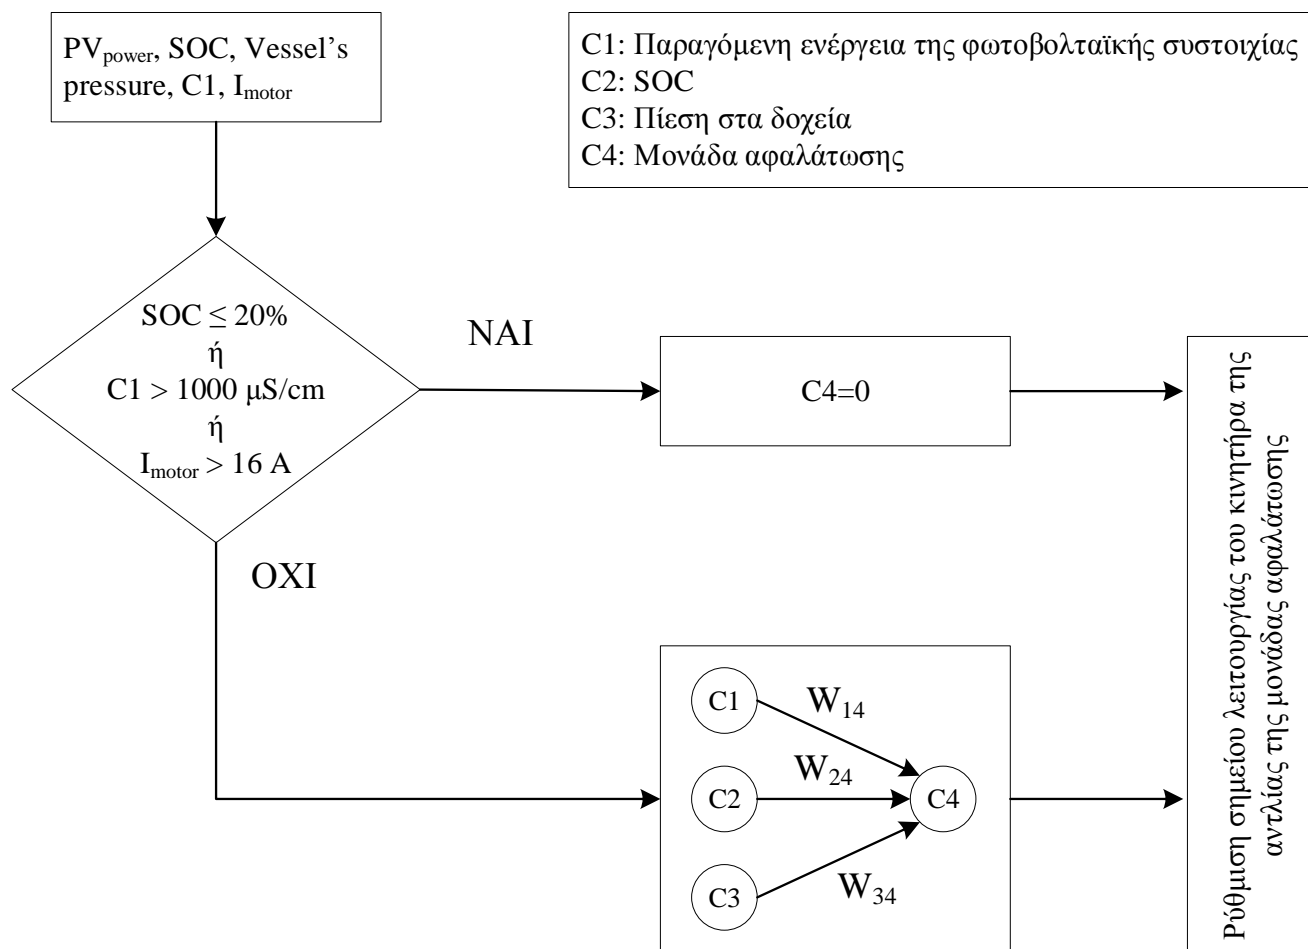 PVpower, SOC, Vessel's
pressure, C1, Imotor
C1: Παραγόμενη ενέργεια της φωτοβολταϊκής συστοιχίας
C2: SOC
C3: Πίεση στα δοχεία
C4: Μονάδα αφαλάτωσης
SOC ≤ 20%
ή
C1 > 1000 μS/cm
ή
Imotor > 16 A
ΝΑΙ
C4=0
ΟΧΙ
C1
W14
C2
W24
C4
C3
W34
Ρύθμιση σημείου λειτουργίας του κινητήρα της
αντλίας της μονάδας αφαλάτωσης